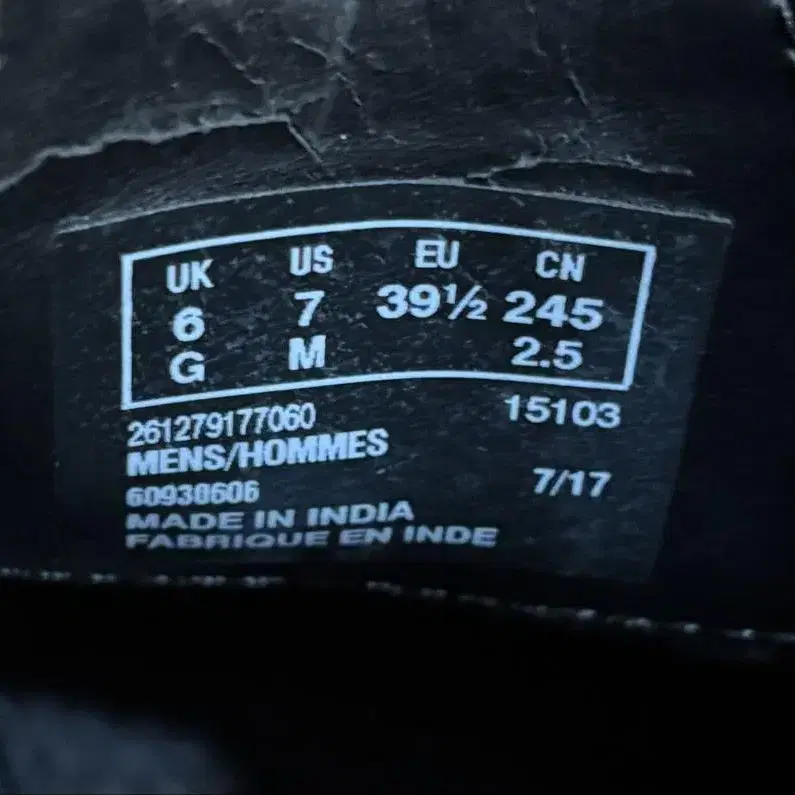 UK US EU CN
6 7 39½ 245
G M 2.5
261279177060 15103
MENS/HOMMES
60930606 7/17
MADE IN INDIA
FABRIQUE EN INDE